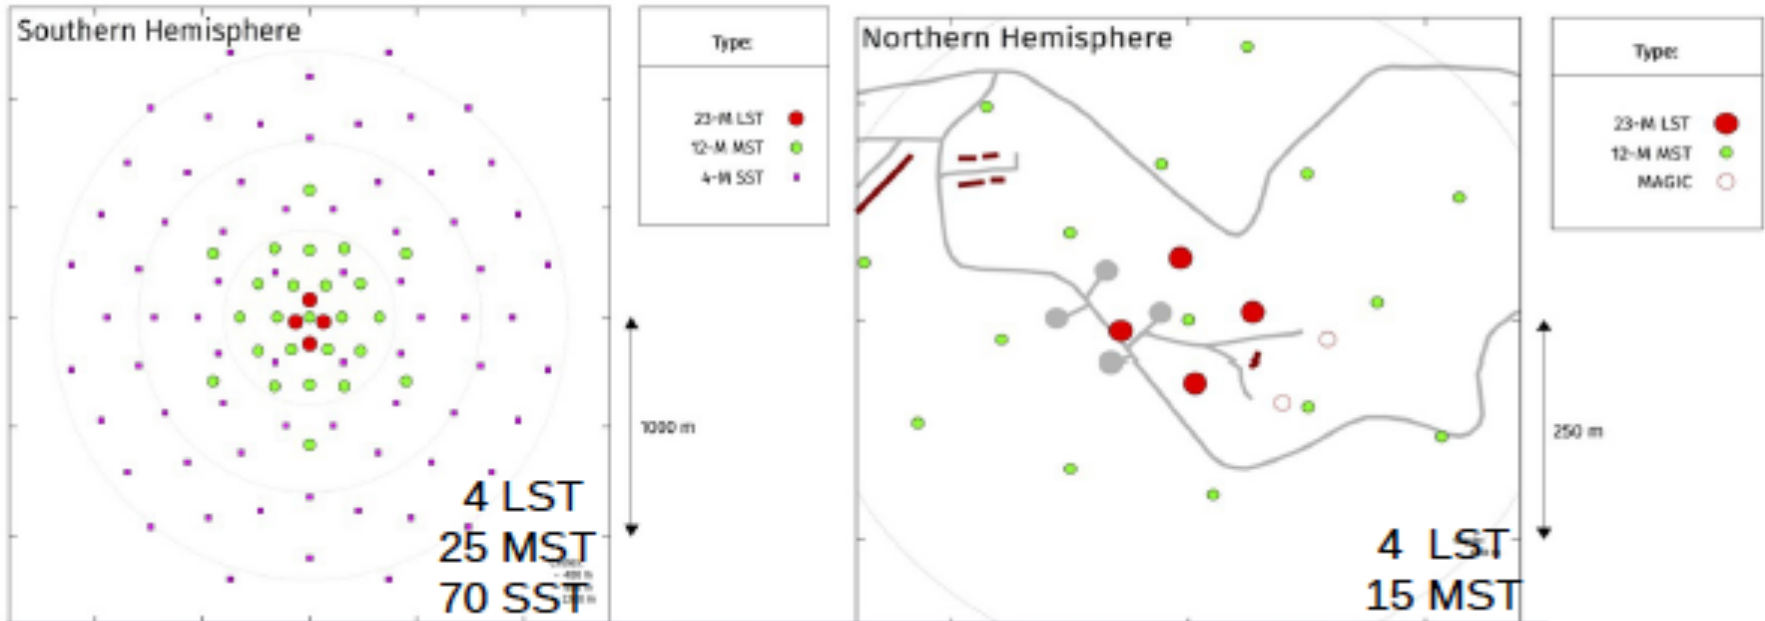 Southern Hemisphere
Type:
23-M LST
12-M MST
4-M SST
1000 m
4 LST
25 MST
70 SST
Northern Hemisphere
Type:
23-M LST
12-M MST
MAGIC
250 m
4 LST
15 MST